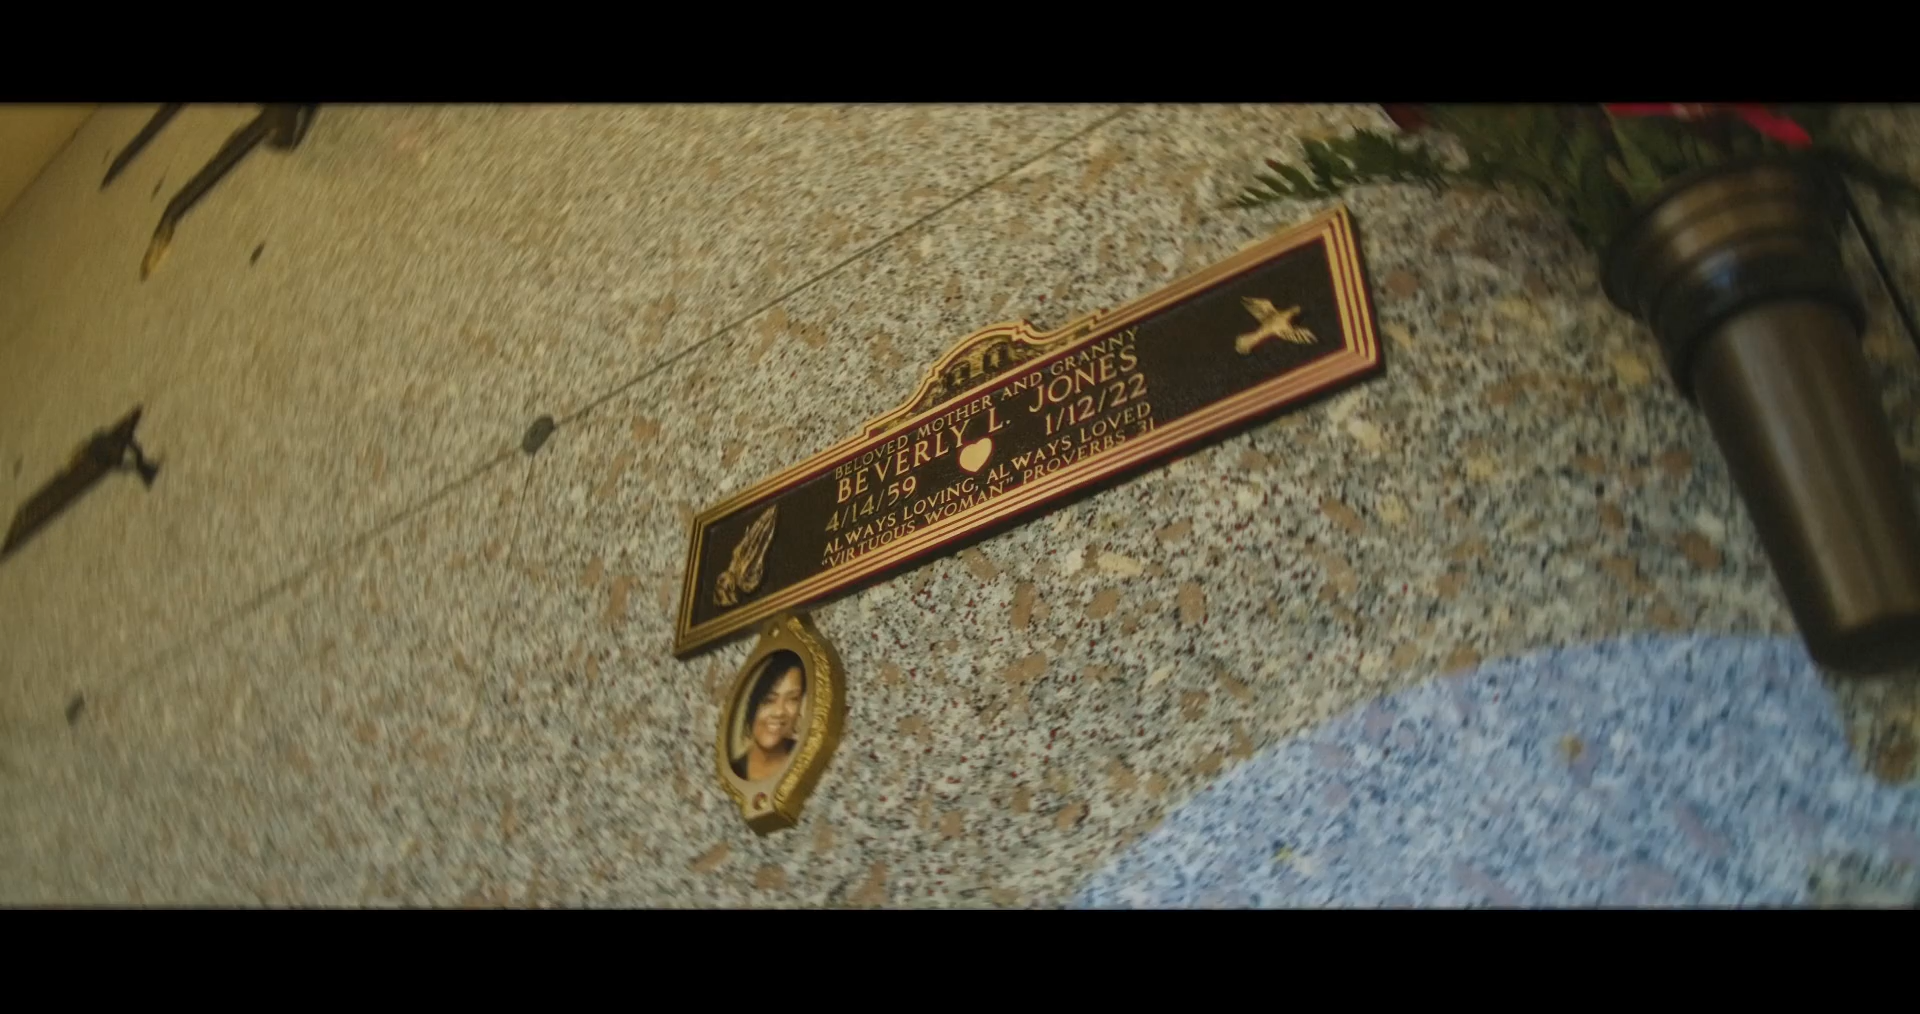 BELOVED MOTHER AND GRANNY
BEVERLY L. JONES
4/14/59 1/12/22
ALWAYS LOVING, ALWAYS LOVED
"VIRTUOUS WOMAN" PROVERBS 31